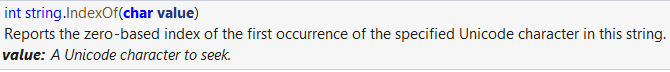 int string.IndexOf(char value)
Reports the zero-based index of the first occurrence of the specified Unicode character in this string.
value: A Unicode character to seek.